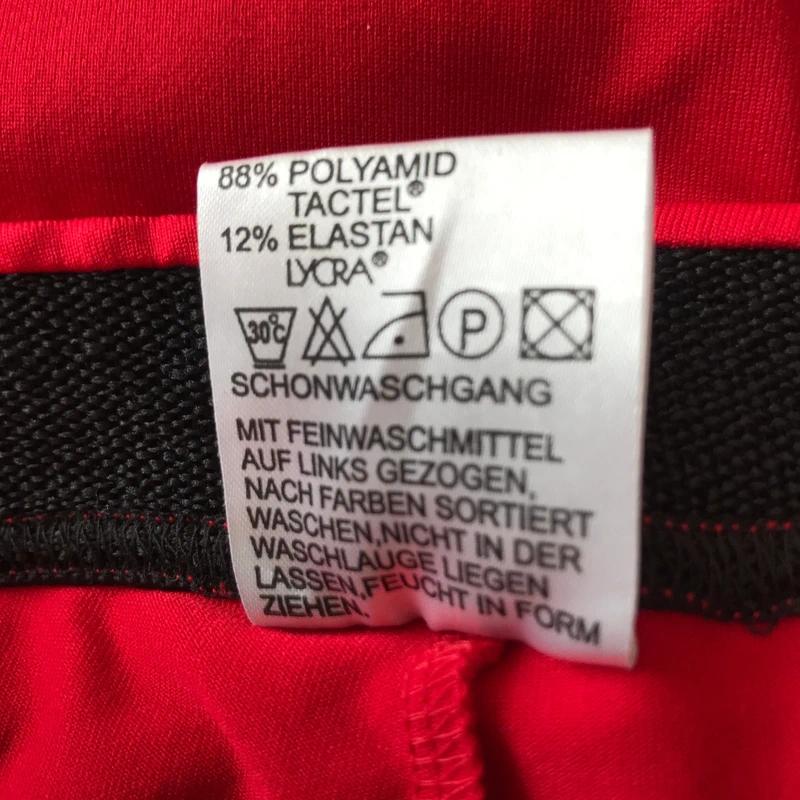 88% POLYAMID
TACTEL®
12% ELASTAN
LYCRA®
30°C P
SCHONWASCHGANG
MIT FEINWASCHMITTEL
AUF LINKS GEZOGEN,
NACH FARBEN SORTIERT
WASCHEN,NICHT IN DER
WASCHLAUGE LIEGEN
LASSEN,FEUCHT IN FORM
ZIEHEN.